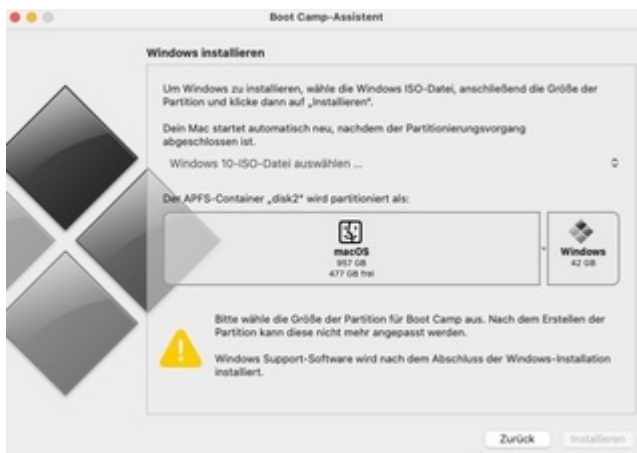 Boot Camp-Assistent
Windows installieren
Um Windows zu installieren, wähle die Windows ISO-Datei, anschließend die Größe der
Partition und klicke dann auf „Installieren“.
Dein Mac startet automatisch neu, nachdem der Partitionierungsvorgang
abgeschlossen ist.
Windows 10-ISO-Datei auswählen ...
Der APFS-Container „disk2“ wird partitioniert als:
macOS
957 GB
477 GB frei
Windows
42 GB
Bitte wähle die Größe der Partition für Boot Camp aus. Nach dem Erstellen der
Partition kann diese nicht mehr angepasst werden.
Windows Support-Software wird nach dem Abschluss der Windows-Installation
installiert.
Zurück
Installieren